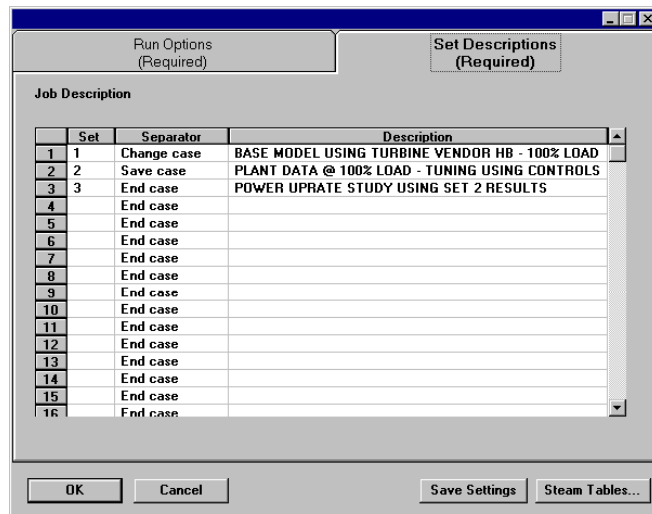 Run Options
(Required)
Set Descriptions
(Required)
Job Description
Set Separator Description
1 1 Change case BASE MODEL USING TURBINE VENDOR HB - 100% LOAD
2 2 Save case PLANT DATA @ 100% LOAD - TUNING USING CONTROLS
3 3 End case POWER UPRATE STUDY USING SET 2 RESULTS
4 End case
5 End case
6 End case
7 End case
8 End case
9 End case
10 End case
11 End case
12 End case
13 End case
14 End case
15 End case
16 End case
OK Cancel Save Settings Steam Tables...